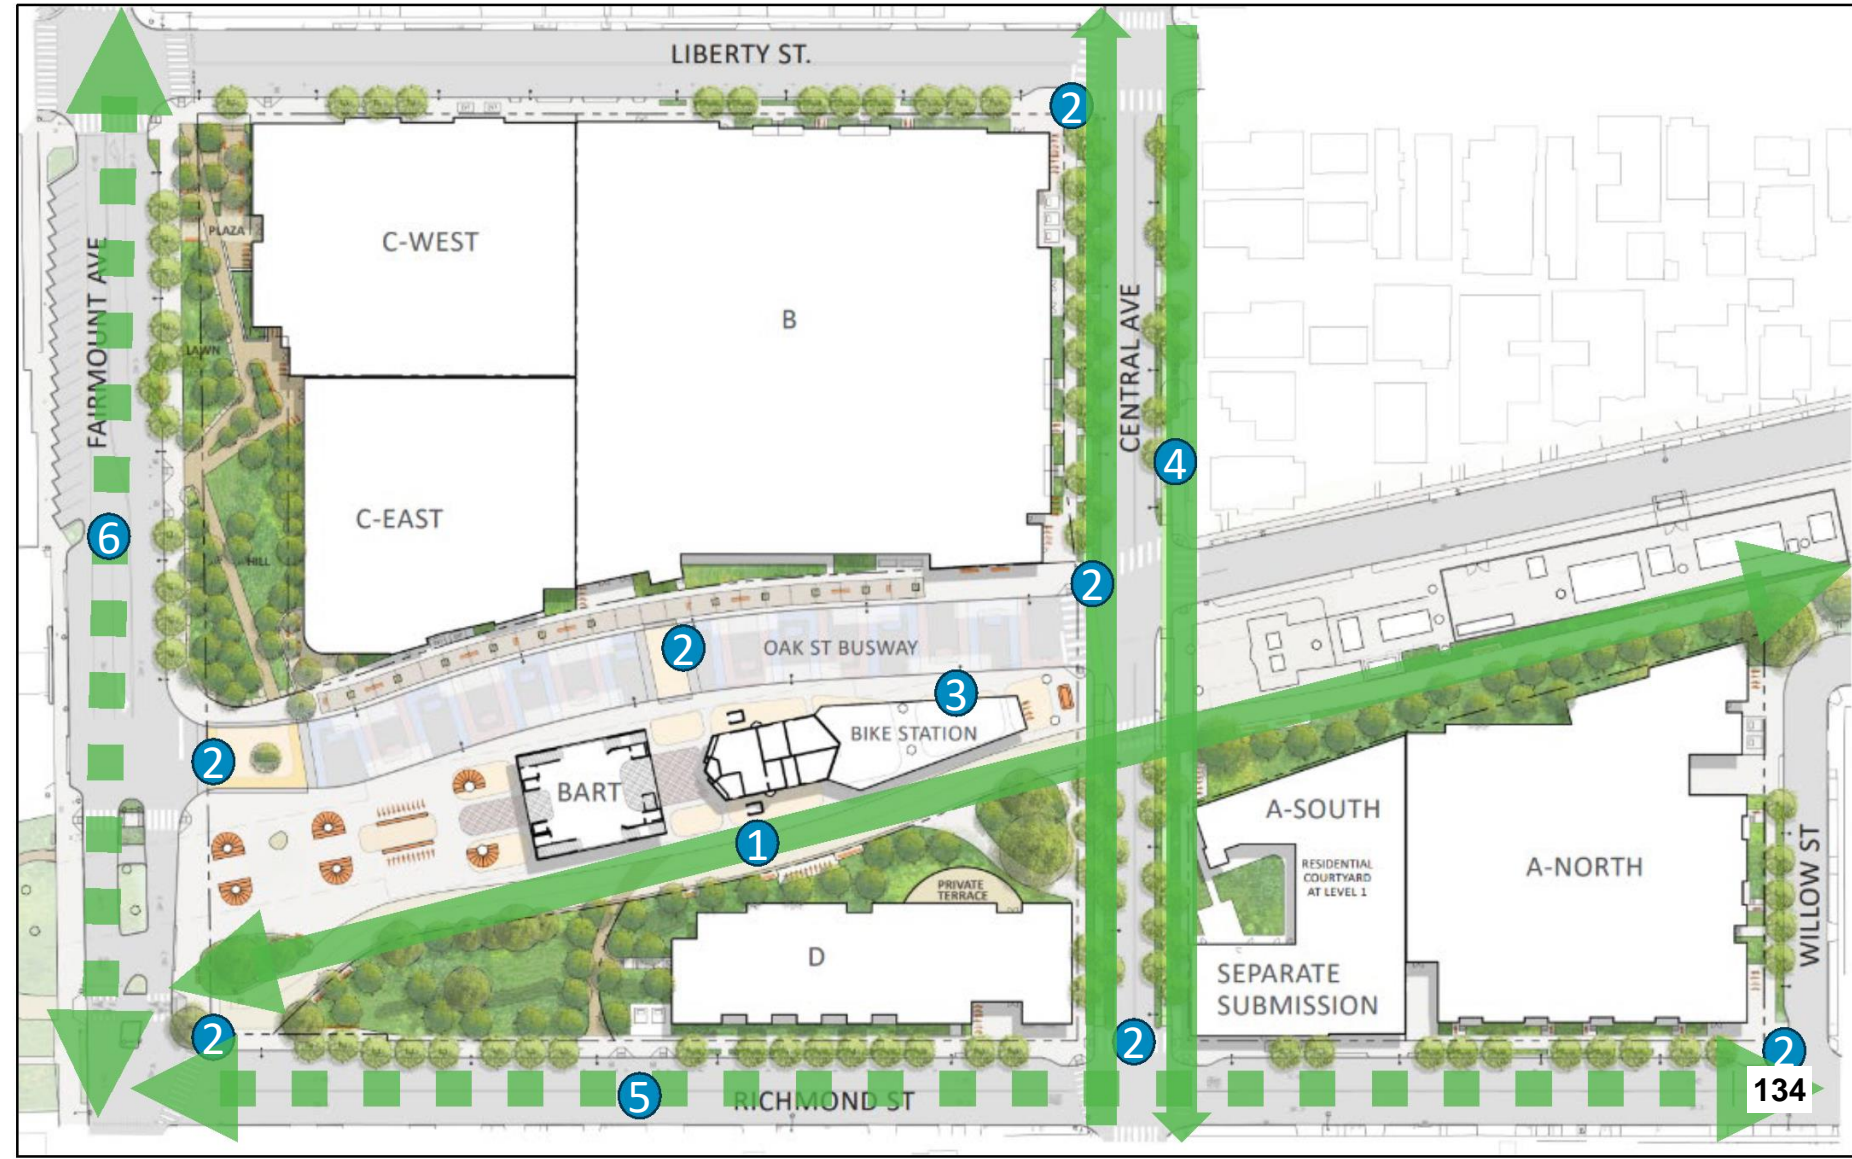 LIBERTY ST.
2
C-WEST
PLAZA
B
FAIRMOUNT AVE
LAWN
CENTRAL AVE
4
C-EAST
6
HILL
2
2
OAK ST BUSWAY
3
BIKE STATION
2
BART
1
A-SOUTH
RESIDENTIAL
COURTYARD
AT LEVEL 1
A-NORTH
WILLOW ST
PRIVATE
TERRACE
D
SEPARATE
SUBMISSION
2
2
2
5
RICHMOND ST
134